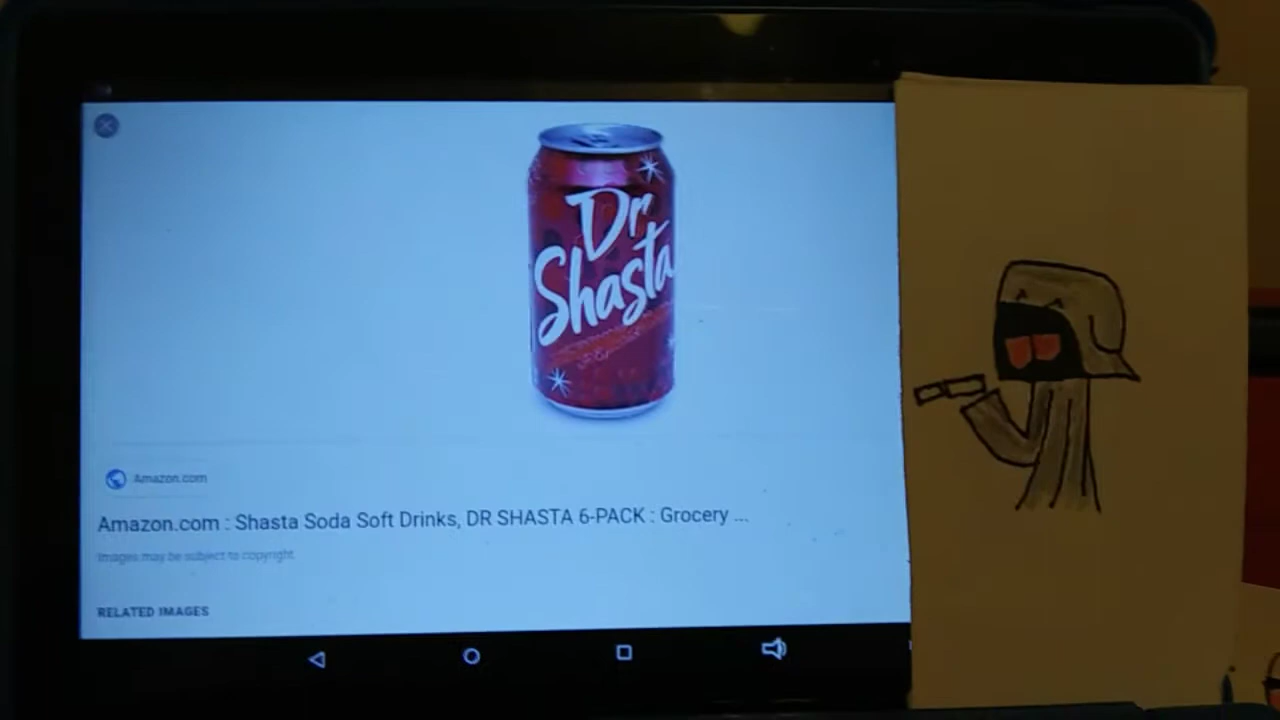 Dr
Shasta
Amazon.com
Amazon.com : Shasta Soda Soft Drinks, DR SHASTA 6-PACK : Grocery ...
Images may be subject to copyright
RELATED IMAGES